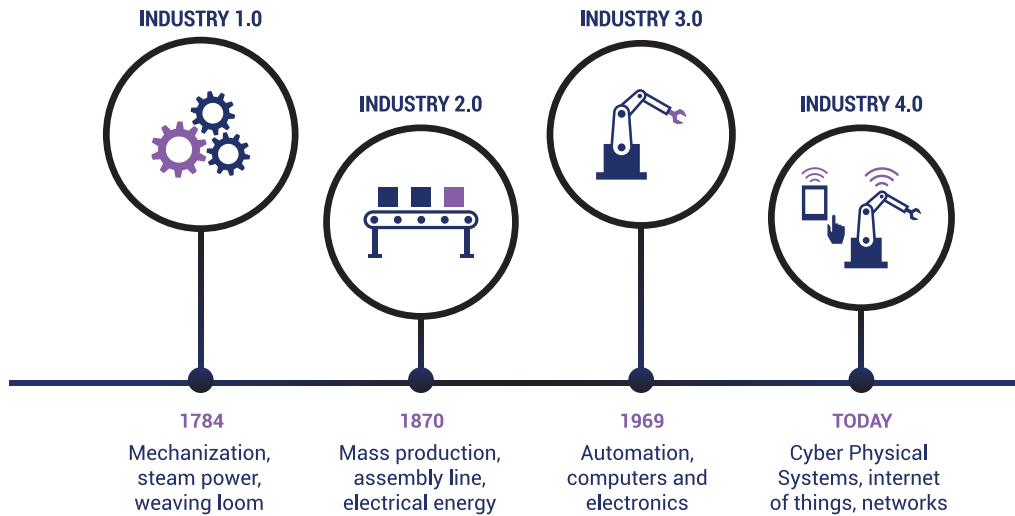 INDUSTRY 1.0
INDUSTRY 2.0
INDUSTRY 3.0
INDUSTRY 4.0
1784
Mechanization,
steam power,
weaving loom
1870
Mass production,
assembly line,
electrical energy
1969
Automation,
computers and
electronics
TODAY
Cyber Physical
Systems, internet
of things, networks